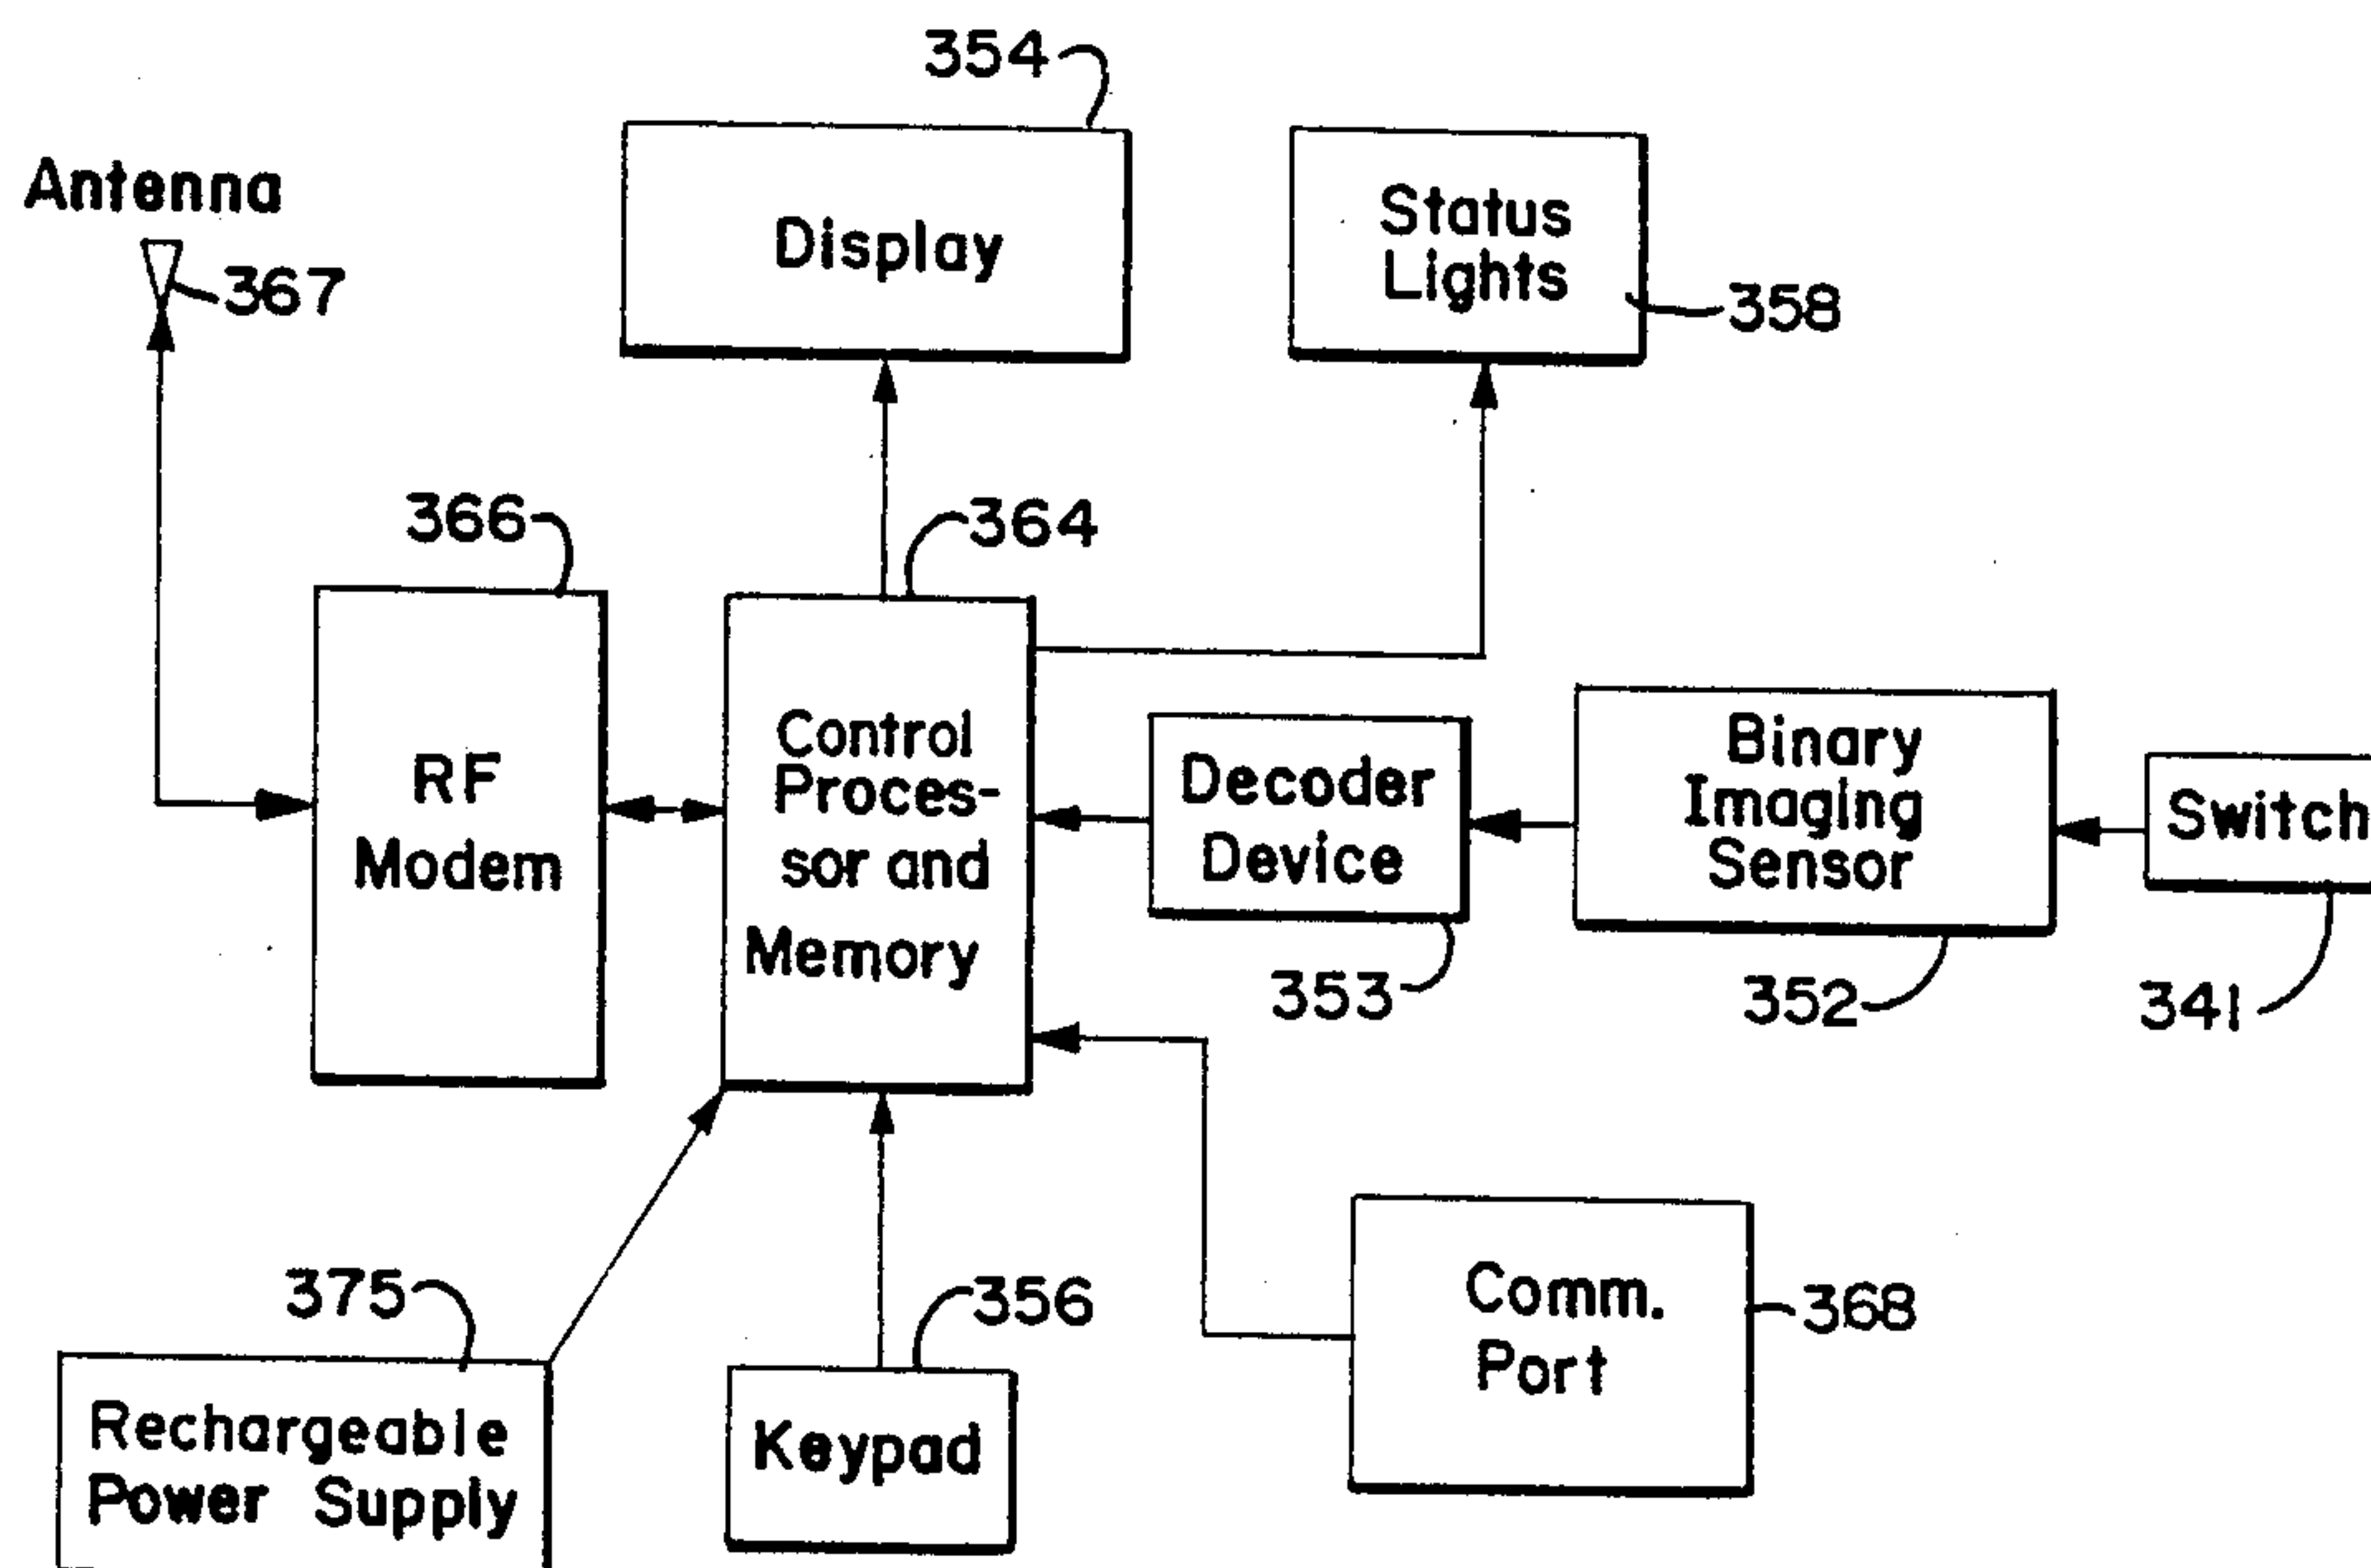 354
Antenna
367
Display
Status
Lights
358
366
364
RF
Modem
Control
Proces-
sor and
Memory
Decoder
Device
353
Binary
Imaging
Sensor
352
Switch
341
375
Rechargeable
Power Supply
356
Keypad
Comm.
Port
368